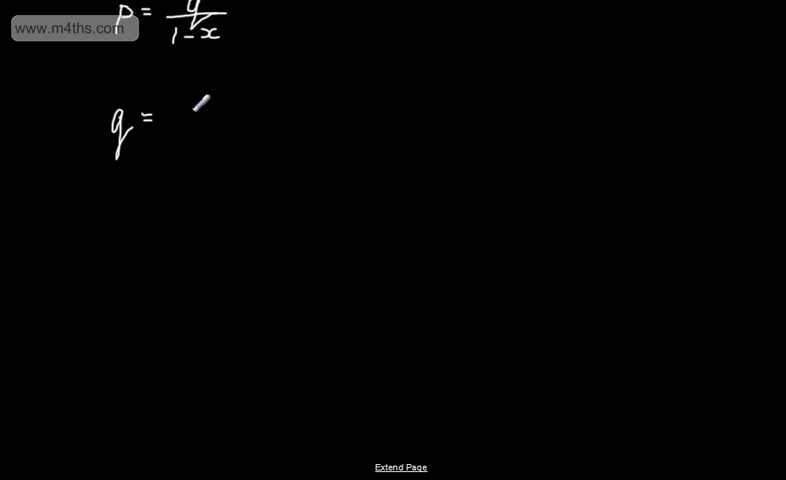 www.m4ths.com
p = q / 1 - x
q =
Extend Page